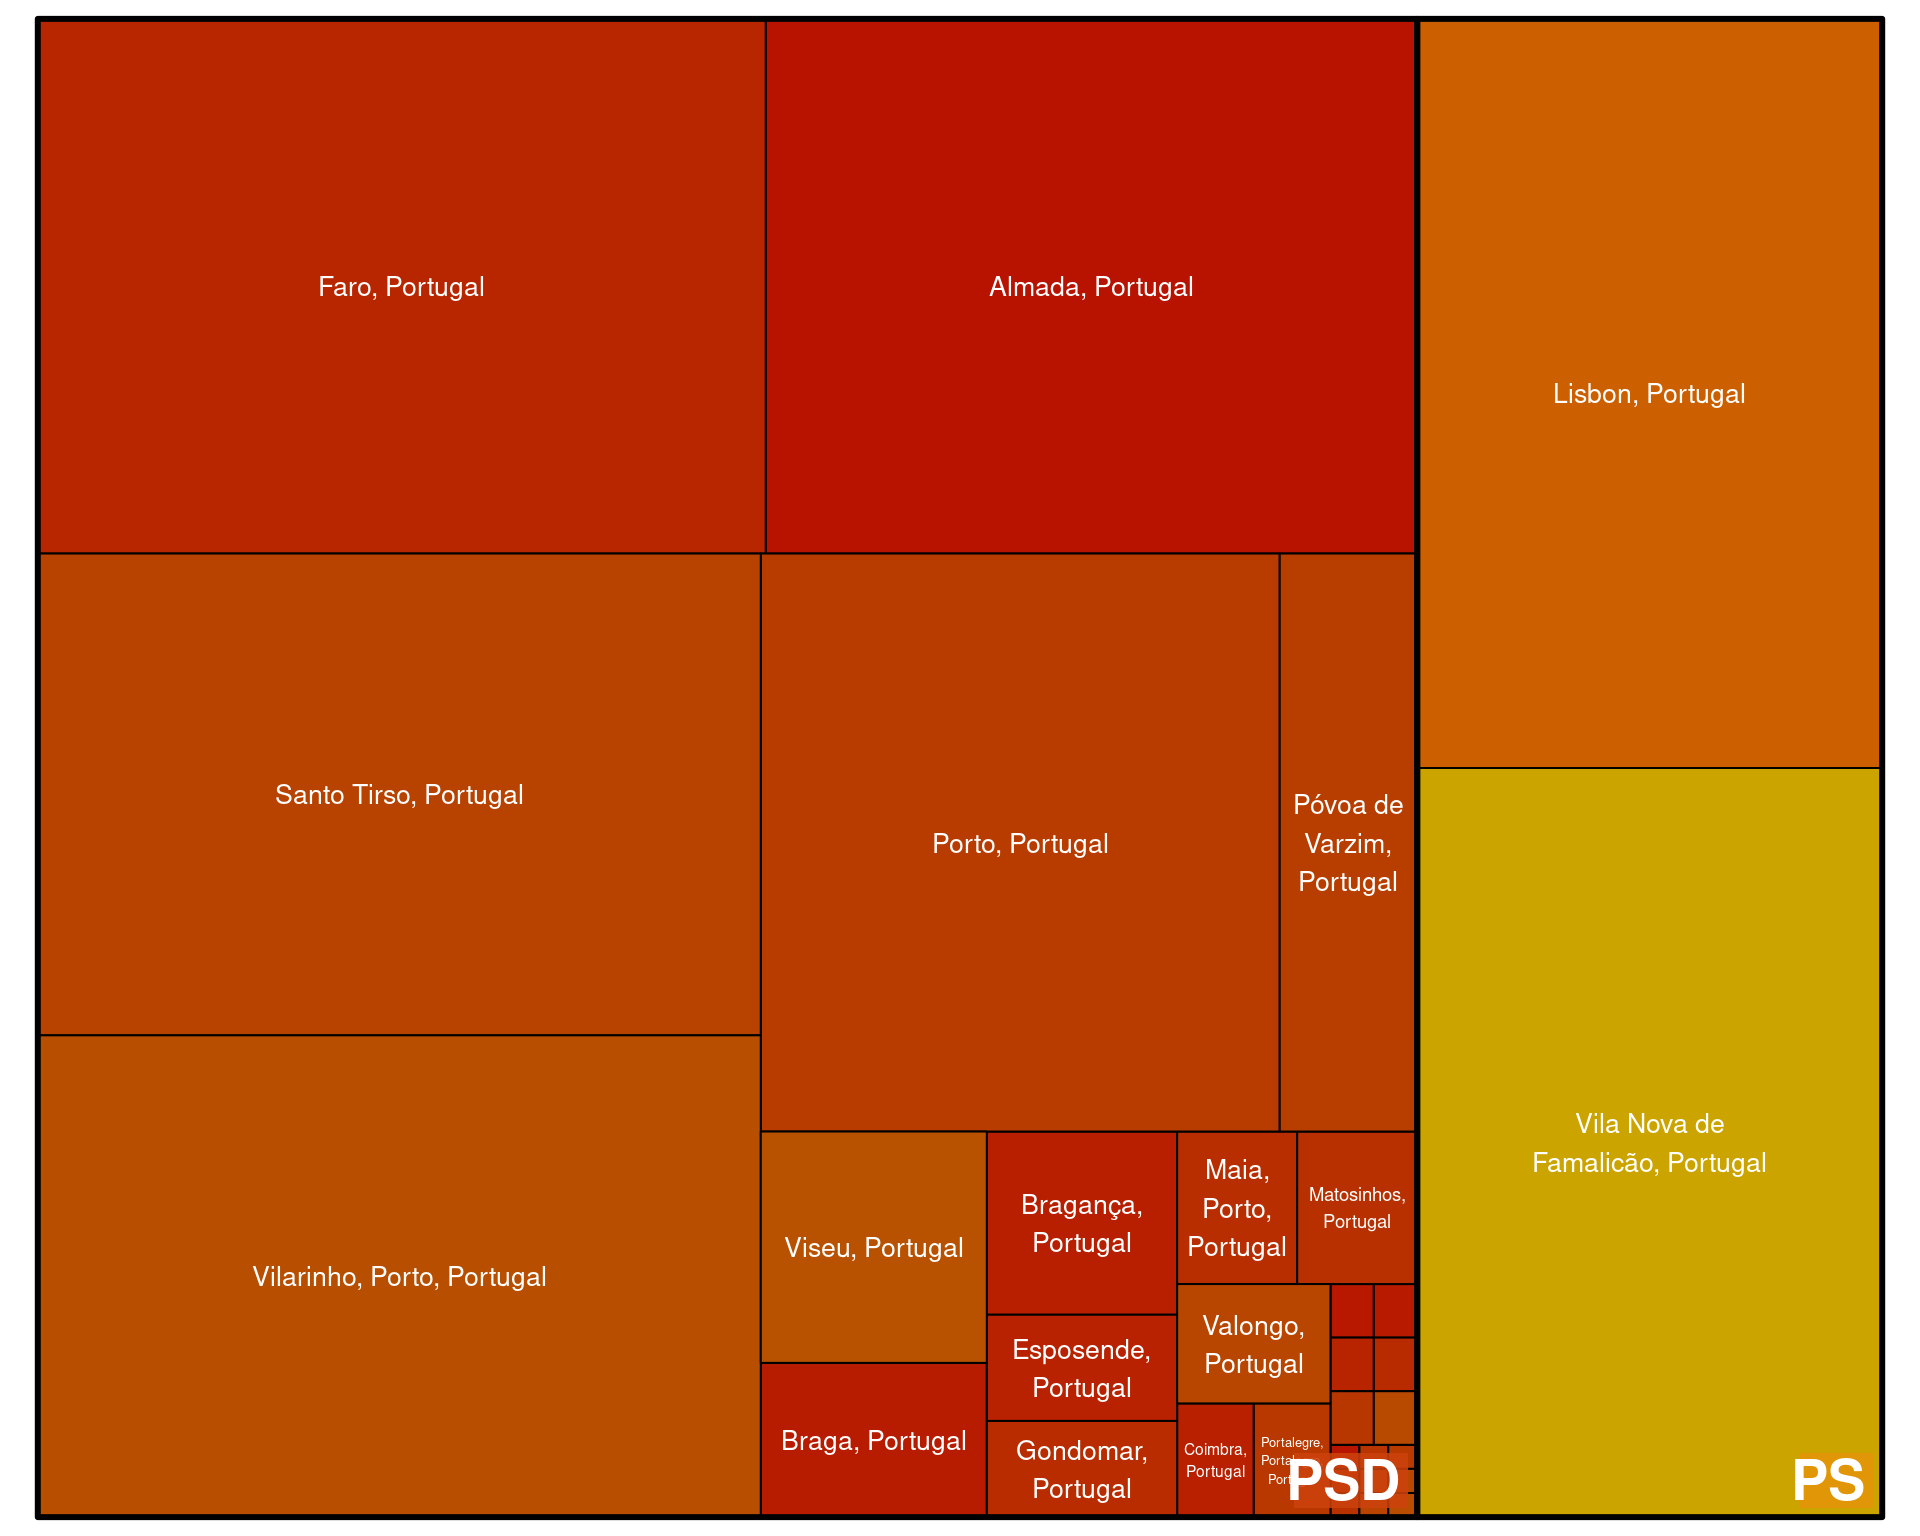 Faro, Portugal
Almada, Portugal
Lisbon, Portugal
Santo Tirso, Portugal
Porto, Portugal
Póvoa de
Varzim,
Portugal
Vila Nova de
Famalicão, Portugal
Vilarinho, Porto, Portugal
Viseu, Portugal
Bragança,
Portugal
Maia,
Porto,
Portugal
Matosinhos,
Portugal
Valongo,
Portugal
Esposende,
Portugal
Braga, Portugal
Gondomar,
Portugal
Coimbra,
Portugal
Portalegre,
PSD
PS